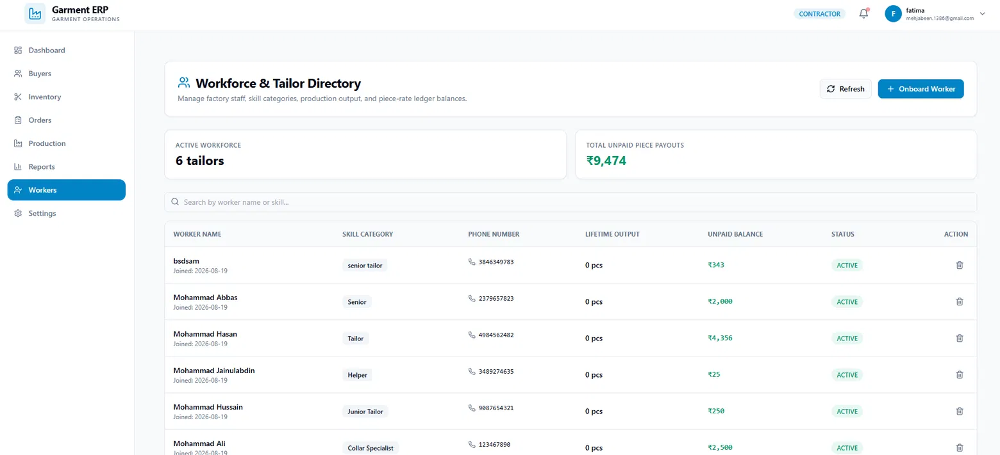 Garment ERP
GARMENT OPERATIONS
CONTRACTOR
F
fatima
mehjabeen.1386@gmail.com
Dashboard
Buyers
Inventory
Orders
Production
Reports
Workers
Settings
Workforce & Tailor Directory
Manage factory staff, skill categories, production output, and piece-rate ledger balances.
Refresh
+ Onboard Worker
ACTIVE WORKFORCE
6 tailors
TOTAL UNPAID PIECE PAYOUTS
₹9,474
Search by worker name or skill...
WORKER NAME SKILL CATEGORY PHONE NUMBER LIFETIME OUTPUT UNPAID BALANCE STATUS ACTION
bsdsam
Joined: 2026-08-19
senior tailor 3846349783 0 pcs ₹343 ACTIVE
Mohammad Abbas
Joined: 2026-08-19
Senior 2379657823 0 pcs ₹2,000 ACTIVE
Mohammad Hasan
Joined: 2026-08-19
Tailor 4984562482 0 pcs ₹4,356 ACTIVE
Mohammad Jainulabdin
Joined: 2026-08-19
Helper 3489274635 0 pcs ₹25 ACTIVE
Mohammad Hussain
Joined: 2026-08-19
Junior Tailor 9087654321 0 pcs ₹250 ACTIVE
Mohammad Ali
Joined: 2026-08-19
Collar Specialist 123467890 0 pcs ₹2,500 ACTIVE